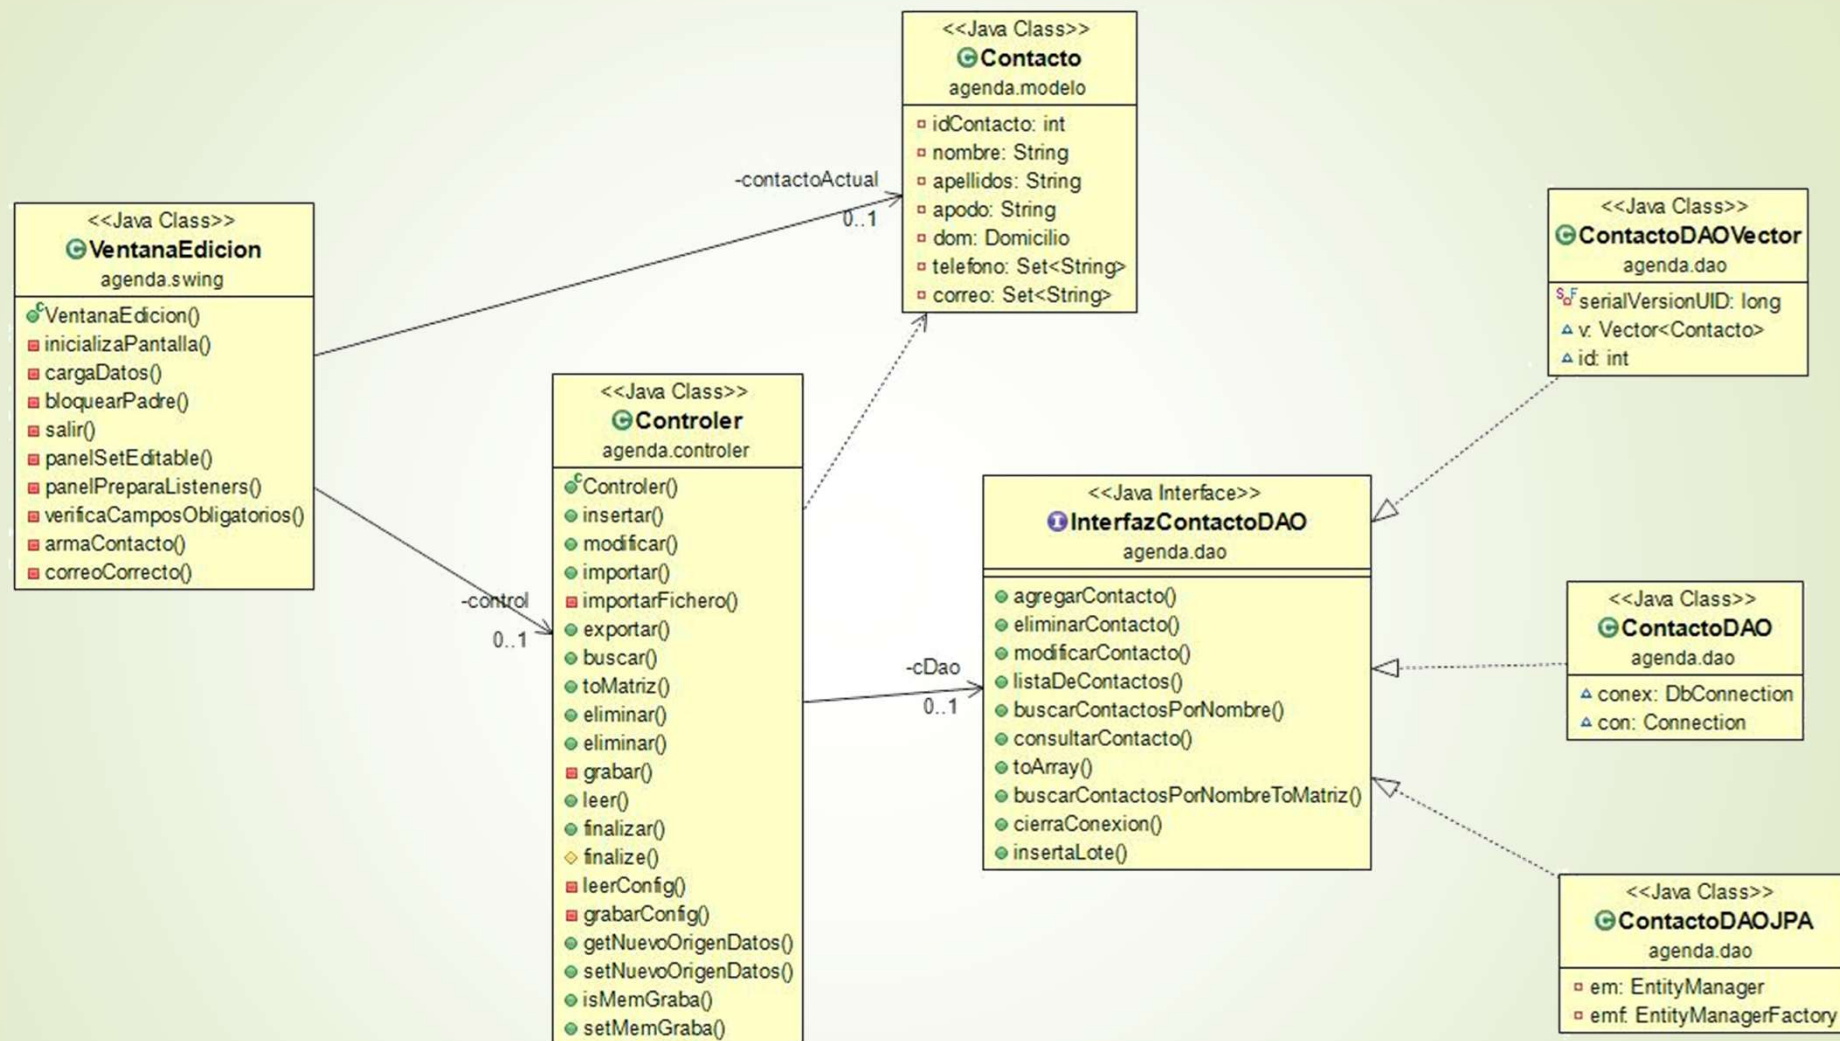 <<Java Class>>
Contacto
agenda.modelo
idContacto: int
nombre: String
apellidos: String
apodo: String
dom: Domicilio
telefono: Set<String>
correo: Set<String>
-contactoActual
0..1
<<Java Class>>
VentanaEdicion
agenda.swing
VentanaEdicion()
inicializaPantalla()
cargaDatos()
bloquearPadre()
salir()
panelSetEditable()
panelPreparaListeners()
verificaCamposObligatorios()
armaContacto()
correoCorrecto()
-control
0..1
<<Java Class>>
Controler
agenda.controler
Controler()
insertar()
modificar()
importar()
importarFichero()
exportar()
buscar()
toMatriz()
eliminar()
eliminar()
grabar()
leer()
finalizar()
finalize()
leerConfig()
grabarConfig()
getNuevoOrigenDatos()
setNuevoOrigenDatos()
isMemGraba()
setMemGraba()
-cDao
0..1
<<Java Interface>>
InterfazContactoDAO
agenda.dao
agregarContacto()
eliminarContacto()
modificarContacto()
listaDeContactos()
buscarContactosPorNombre()
consultarContacto()
toArray()
buscarContactosPorNombreToMatriz()
cierraConexion()
insertaLote()
<<Java Class>>
ContactoDAOVector
agenda.dao
serialVersionUID: long
v: Vector<Contacto>
id: int
<<Java Class>>
ContactoDAO
agenda.dao
conex: DbConnection
con: Connection
<<Java Class>>
ContactoDAOJPA
agenda.dao
em: EntityManager
emf: EntityManagerFactory